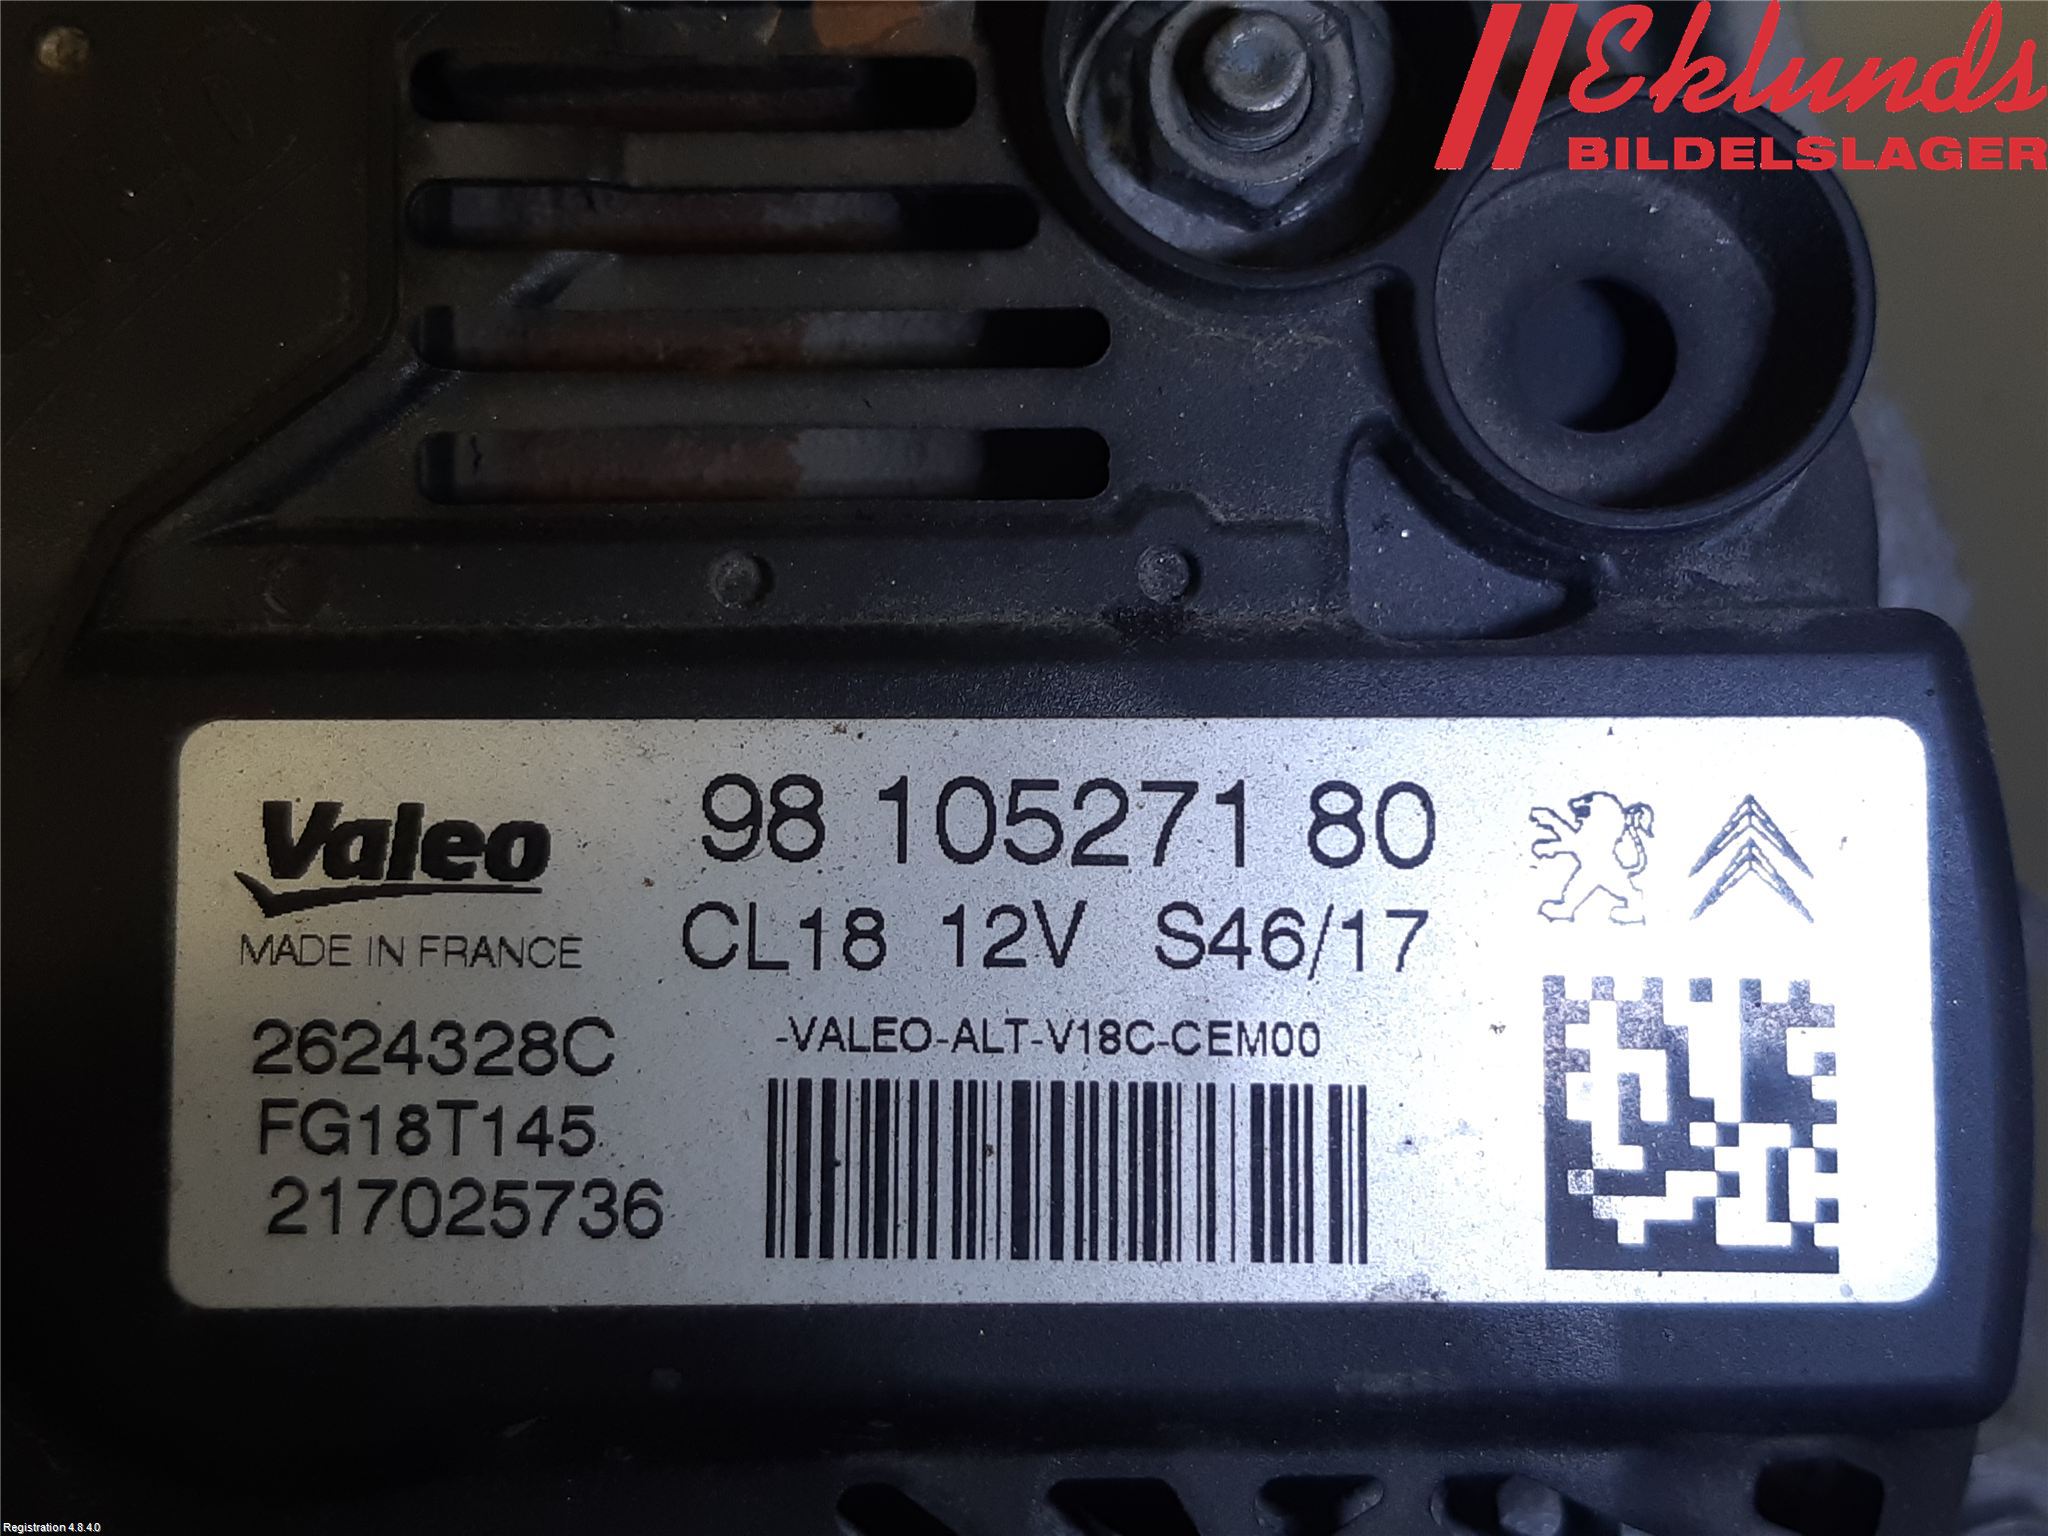 Eklunds
BILDELSLAGER
Valeo
MADE IN FRANCE
98 105271 80
CL18 12V S46/17
2624328C
FG18T145
217025736
-VALEO-ALT-V18C-CEM00
Registration 4.8.4.0